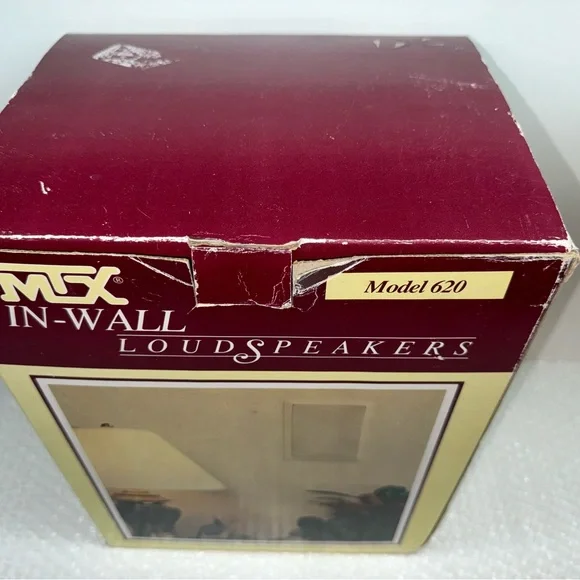 MTX®
Model 620
IN-WALL
LOUDSPEAKERS